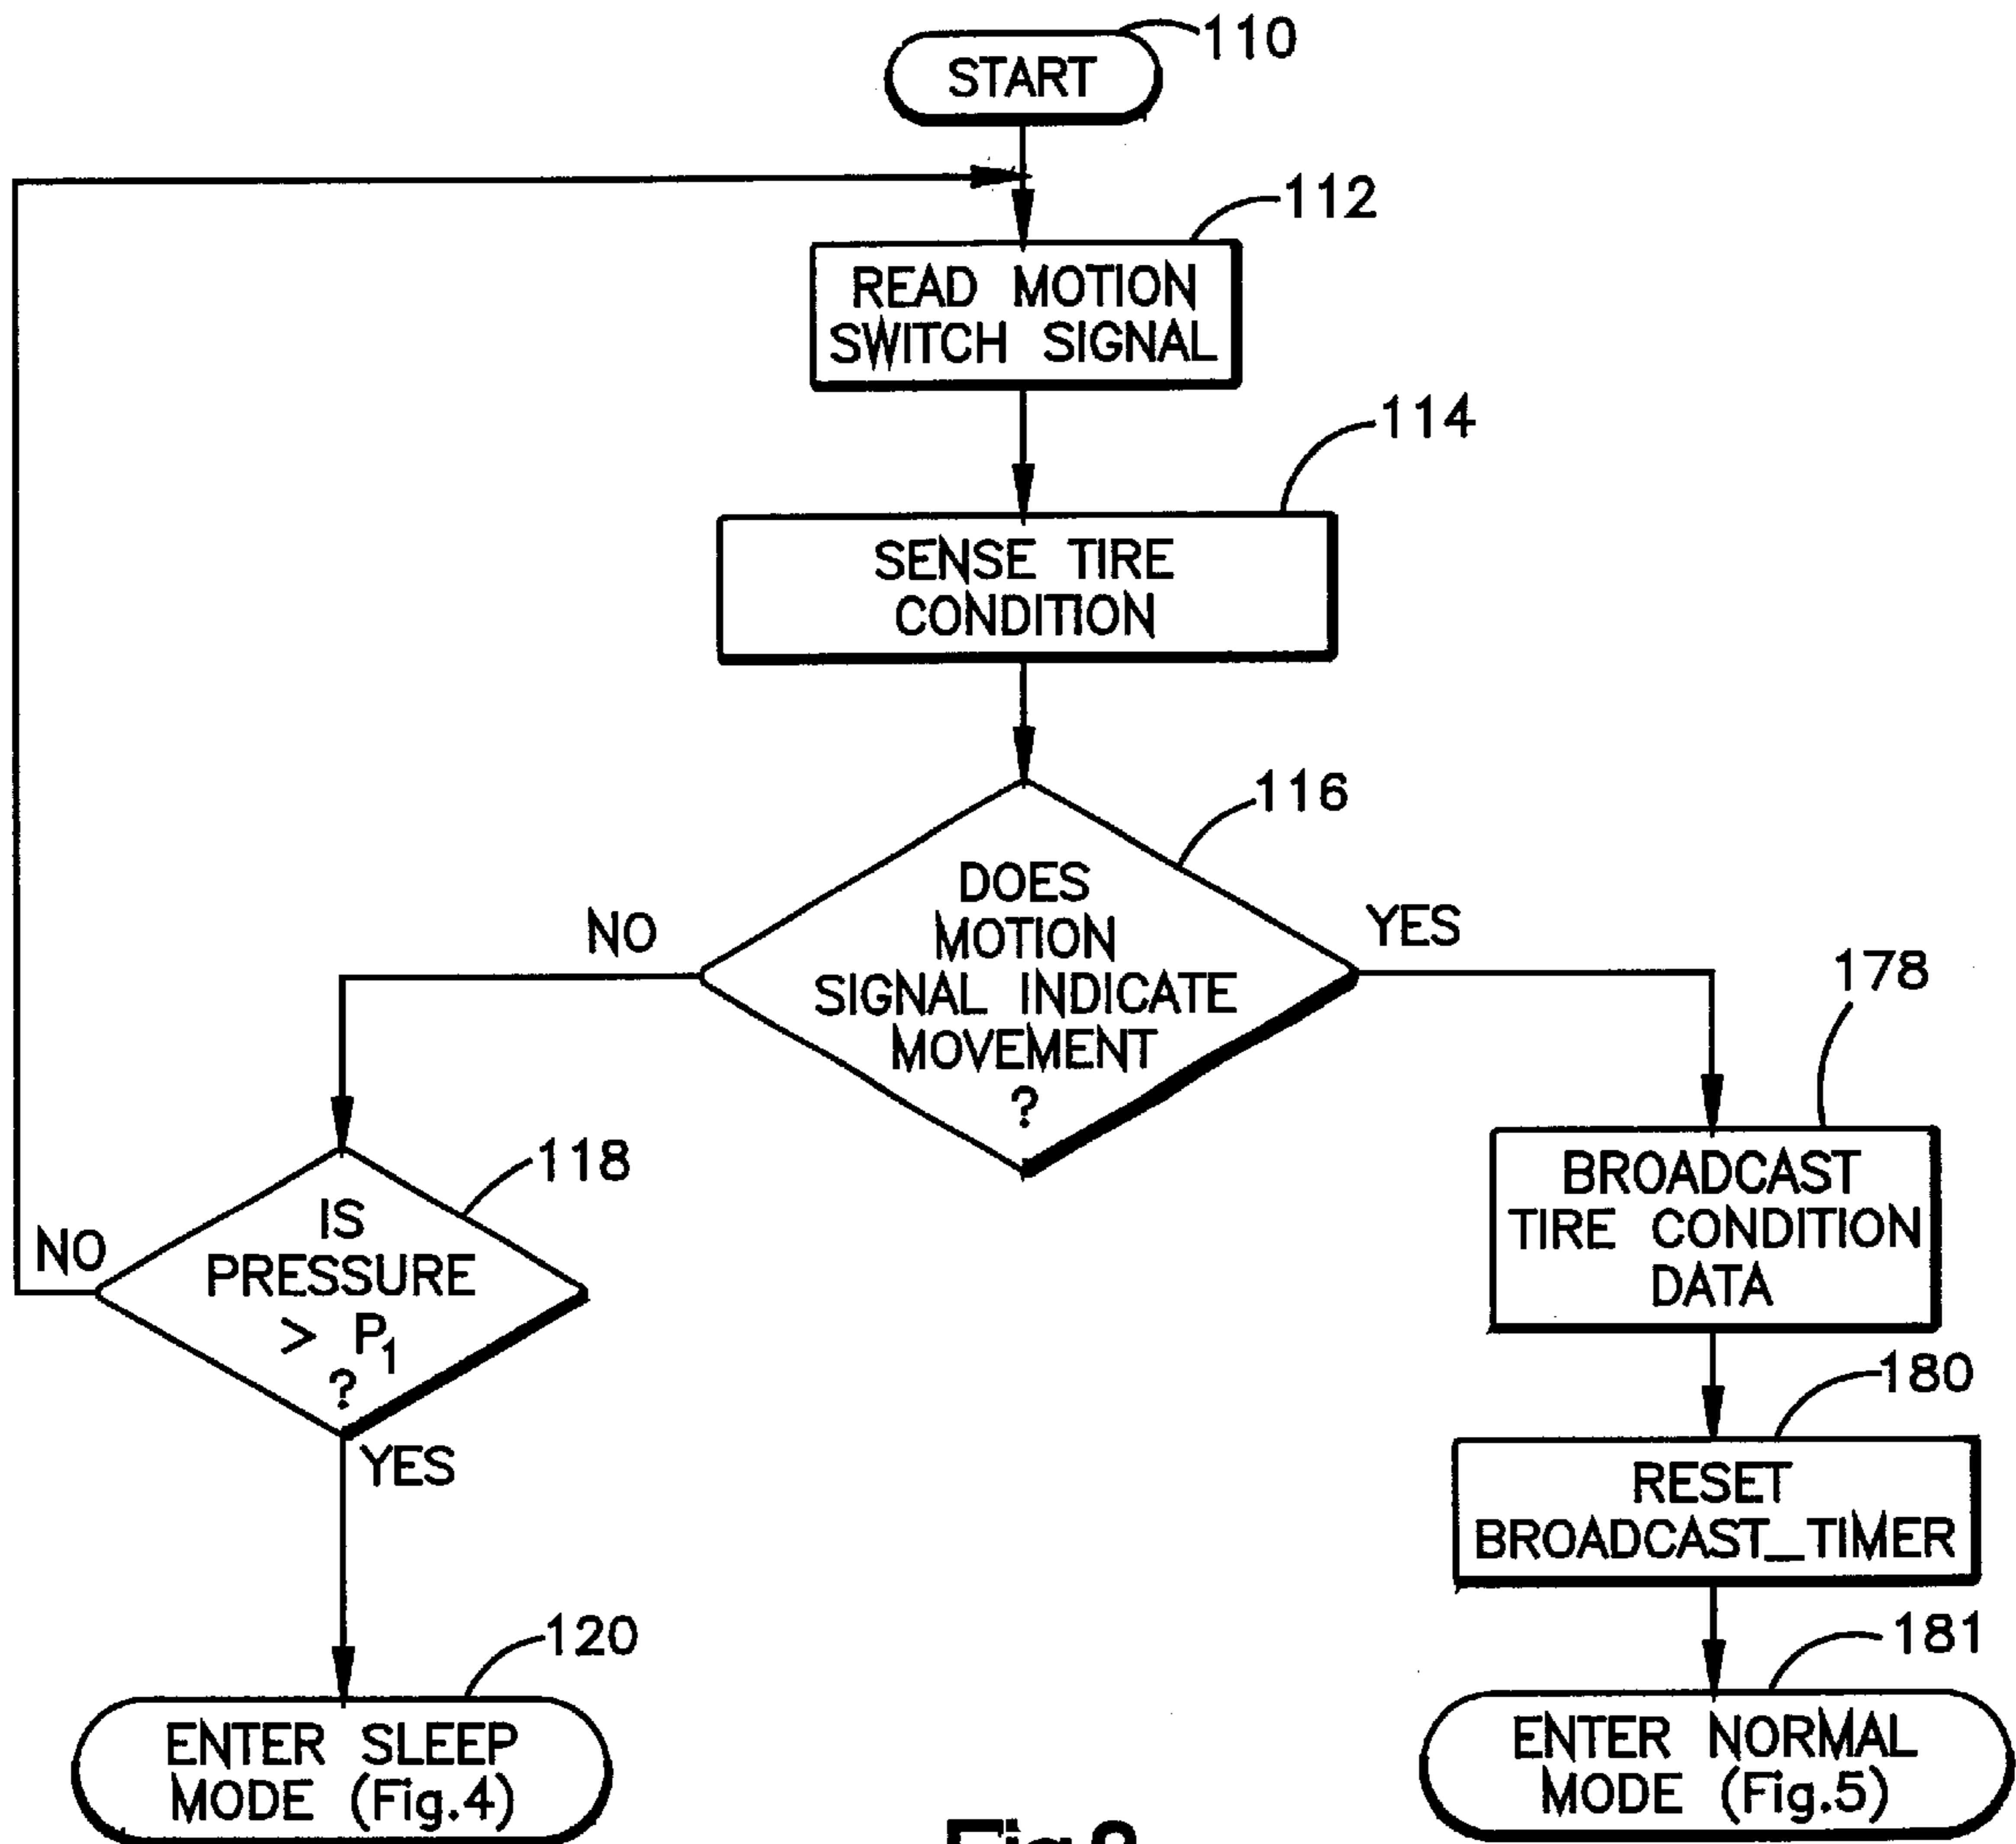 START
110
112
READ MOTION
SWITCH SIGNAL
114
SENSE TIRE
CONDITION
116
DOES
MOTION
SIGNAL INDICATE
MOVEMENT
?
NO
YES
118
IS
PRESSURE
> P1
?
NO
YES
178
BROADCAST
TIRE CONDITION
DATA
180
RESET
BROADCAST_TIMER
120
ENTER SLEEP
MODE (Fig.4)
181
ENTER NORMAL
MODE (Fig.5)